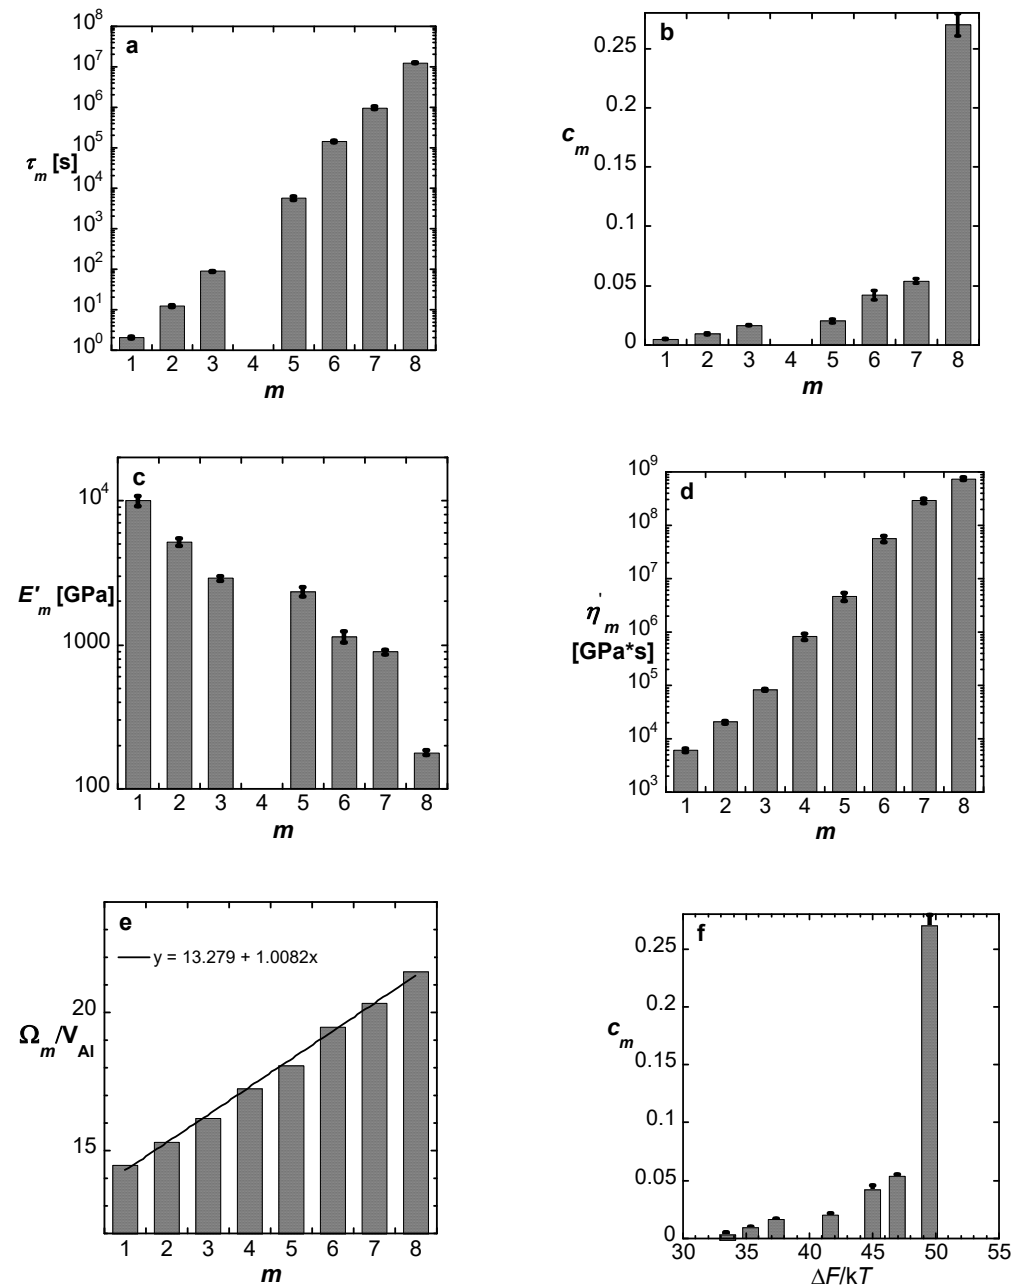 a
10^8
10^7
10^6
10^5
10^4
10^3
10^2
10^1
10^0
τ_m [s]
1 2 3 4 5 6 7 8
m
b
0.25
0.2
0.15
0.1
0.05
0
c_m
1 2 3 4 5 6 7 8
m
c
10^4
1000
100
E'_m [GPa]
1 2 3 4 5 6 7 8
m
d
10^9
10^8
10^7
10^6
10^5
10^4
10^3
η'_m
[GPa*s]
1 2 3 4 5 6 7 8
m
e
y = 13.279 + 1.0082x
20
15
Ω_m/V_Al
1 2 3 4 5 6 7 8
m
f
0.25
0.2
0.15
0.1
0.05
0
c_m
30 35 40 45 50 55
ΔF/kT